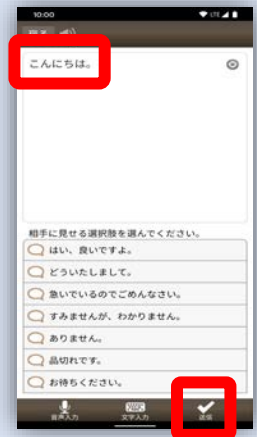 10:00
LTE
戻る
こんにちは。
相手に見せる選択肢を選んでください。
はい、良いですよ。
どういたしまして。
急いでいるのでごめんなさい。
すみませんが、わかりません。
ありません。
品切れです。
お待ちください。
音声入力
文字入力
送信